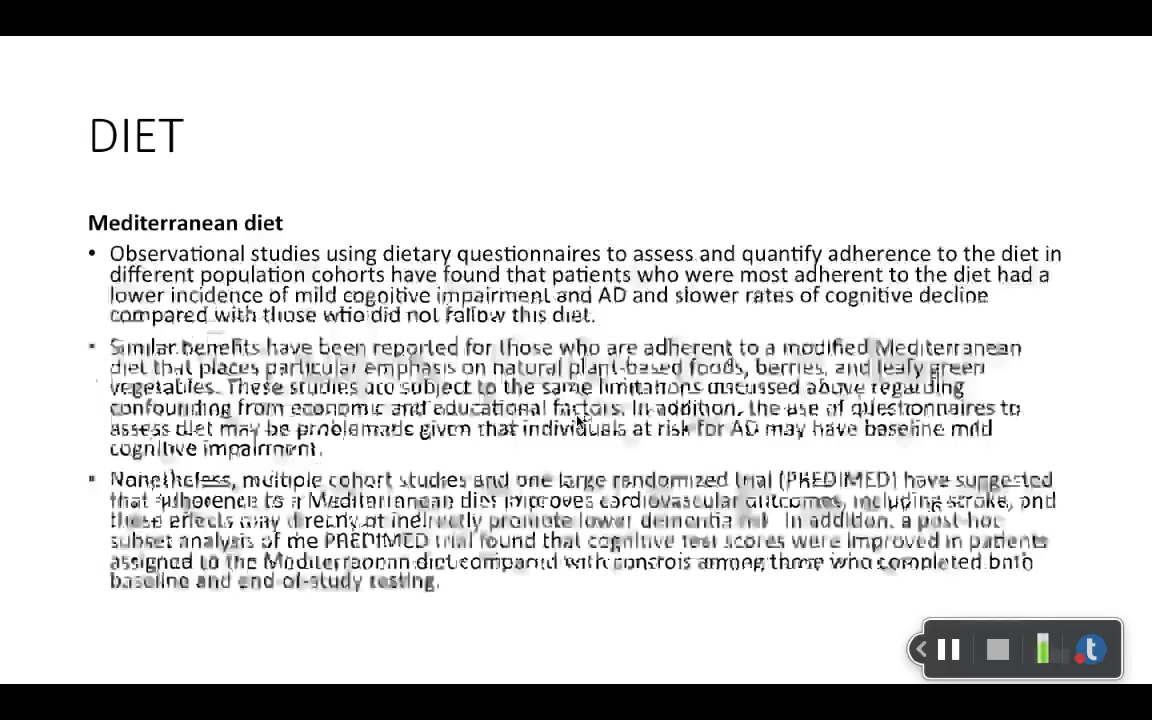 DIET
Mediterranean diet
• Observational studies using dietary questionnaires to assess and quantify adherence to the diet in
different population cohorts have found that patients who were most adherent to the diet had a
lower incidence of mild cognitive impairment and AD and slower rates of cognitive decline
compared with those who did not follow this diet.
▪ Similar benefits have been reported for those who are adherent to a modified Mediterranean
diet that places particular emphasis on natural plant-based foods, berries, and leafy green
vegetables. These studies are subject to the same limitations discussed above regarding
confounding from economic and educational factors. In addition, the use of questionnaires to
assess diet may be problematic given that individuals at risk for AD may have baseline mild
cognitive impairment.
▪ Nonetheless, multiple cohort studies and one large randomized trial (PREDIMED) have suggested
that adherence to a Mediterranean diet improves cardiovascular outcomes, including stroke, and
these effects may directly or indirectly promote lower dementia In addition, a post hoc
subset analysis of the PREDIMED trial found that cognitive test scores were improved in patients
assigned to the Mediterranean diet compared with controls among those who completed both
baseline and end-of-study testing.
t